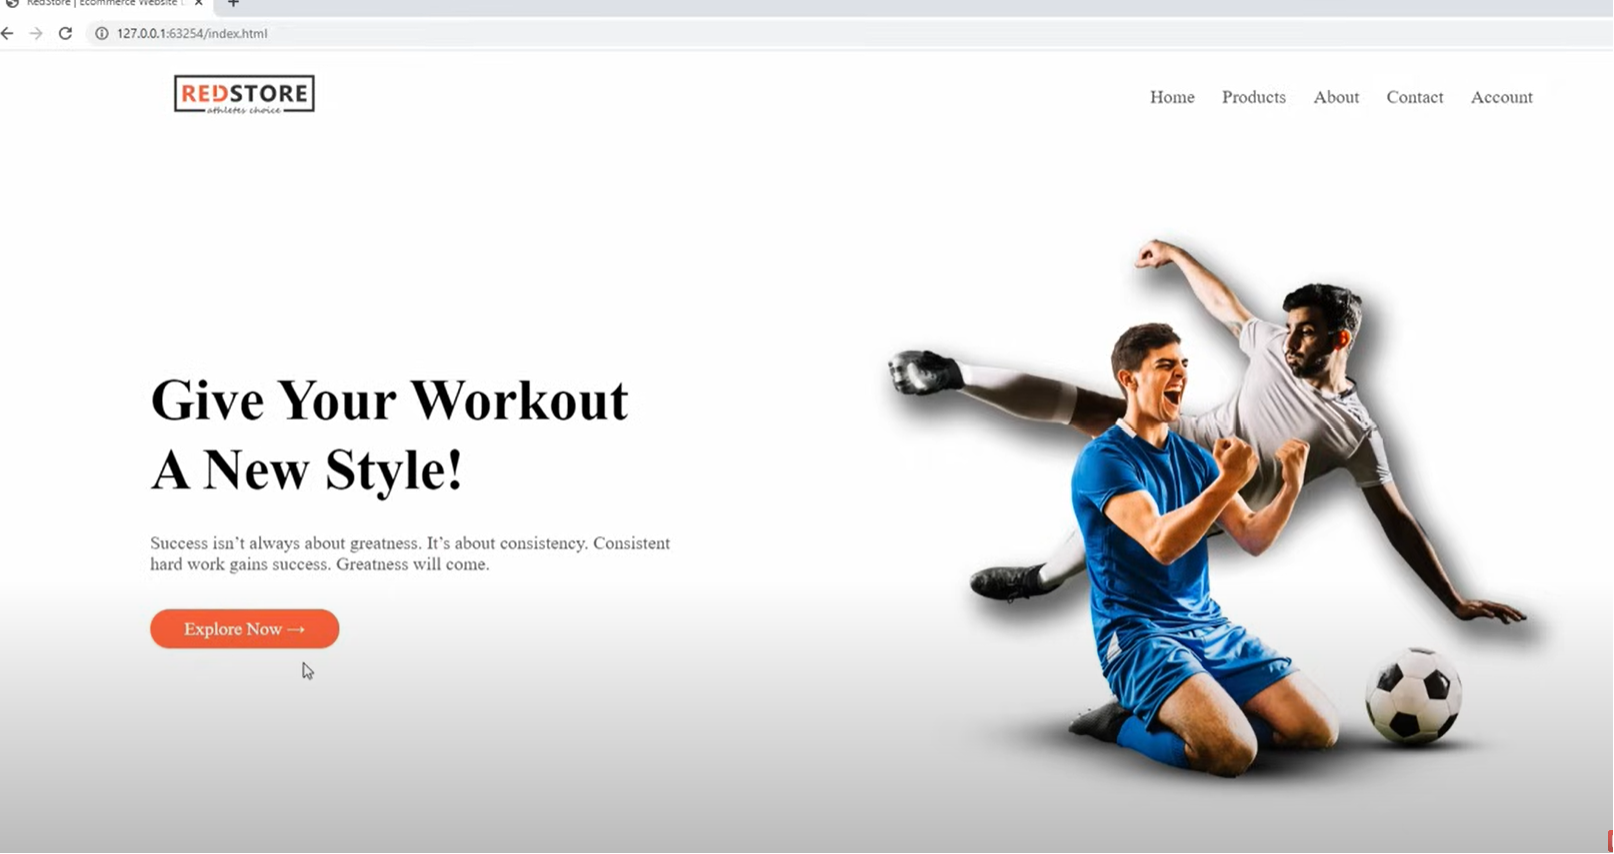 RedStore | Ecommerce Website
127.0.0.1:63254/index.html
REDSTORE
athletes choice
Home Products About Contact Account
Give Your Workout
A New Style!
Success isn’t always about greatness. It’s about consistency. Consistent
hard work gains success. Greatness will come.
Explore Now →